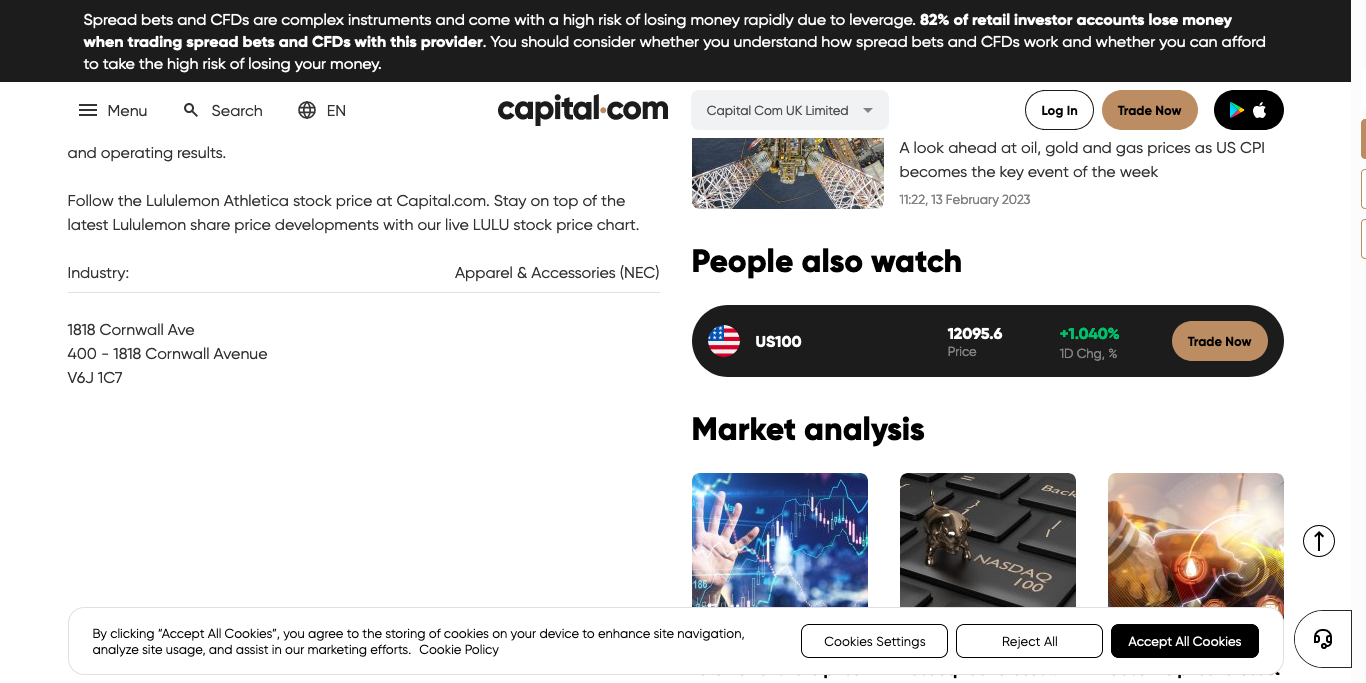 Spread bets and CFDs are complex instruments and come with a high risk of losing money rapidly due to leverage. 82% of retail investor accounts lose money
when trading spread bets and CFDs with this provider. You should consider whether you understand how spread bets and CFDs work and whether you can afford
to take the high risk of losing your money.
Menu
Search
EN
capital.com
Capital Com UK Limited
Log In
Trade Now
and operating results.
Follow the Lululemon Athletica stock price at Capital.com. Stay on top of the
latest Lululemon share price developments with our live LULU stock price chart.
Industry: Apparel & Accessories (NEC)
1818 Cornwall Ave
400 - 1818 Cornwall Avenue
V6J 1C7
A look ahead at oil, gold and gas prices as US CPI
becomes the key event of the week
11:22, 13 February 2023
People also watch
US100
12095.6
Price
+1.040%
1D Chg, %
Trade Now
Market analysis
186
Back
NASDAQ
100
By clicking “Accept All Cookies”, you agree to the storing of cookies on your device to enhance site navigation,
analyze site usage, and assist in our marketing efforts. Cookie Policy
Cookies Settings
Reject All
Accept All Cookies